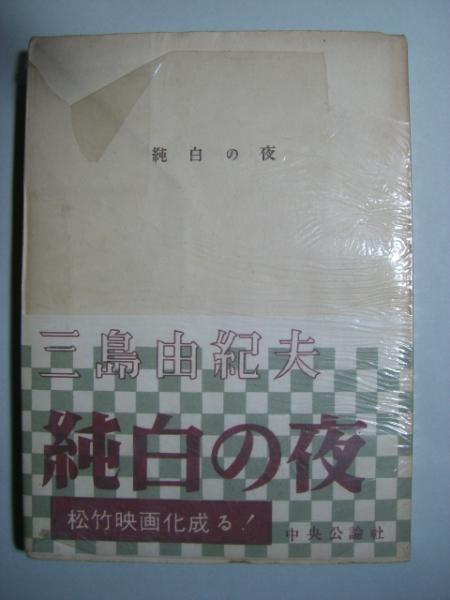 純白の夜
三島由紀夫
純白の夜
松竹映画化成る!
中央公論社